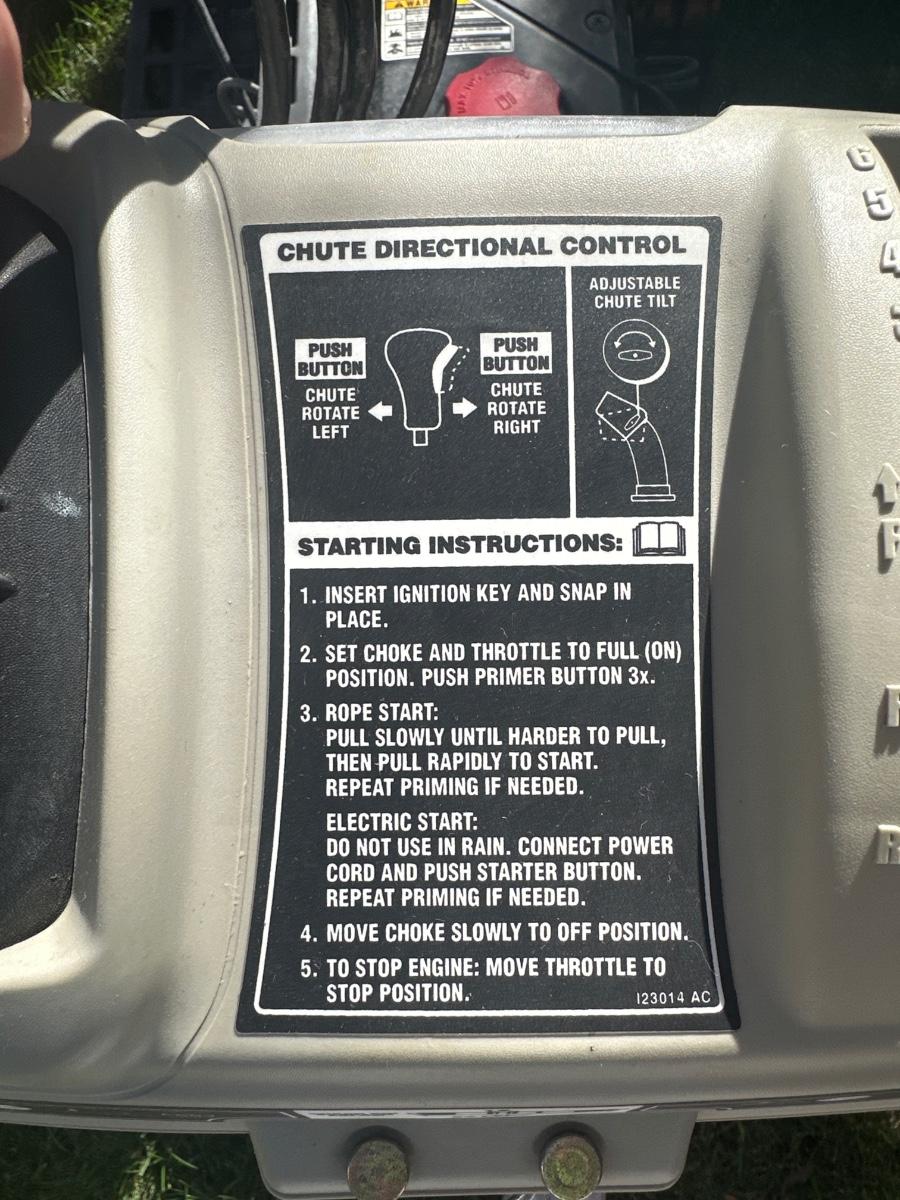 WARN
CHUTE DIRECTIONAL CONTROL
PUSH
BUTTON
CHUTE
ROTATE
LEFT
PUSH
BUTTON
CHUTE
ROTATE
RIGHT
ADJUSTABLE
CHUTE TILT
STARTING INSTRUCTIONS:
1. INSERT IGNITION KEY AND SNAP IN
PLACE.
2. SET CHOKE AND THROTTLE TO FULL (ON)
POSITION. PUSH PRIMER BUTTON 3x.
3. ROPE START:
PULL SLOWLY UNTIL HARDER TO PULL,
THEN PULL RAPIDLY TO START.
REPEAT PRIMING IF NEEDED.
ELECTRIC START:
DO NOT USE IN RAIN. CONNECT POWER
CORD AND PUSH STARTER BUTTON.
REPEAT PRIMING IF NEEDED.
4. MOVE CHOKE SLOWLY TO OFF POSITION.
5. TO STOP ENGINE: MOVE THROTTLE TO
STOP POSITION.
I23014 AC
6
5
4
R